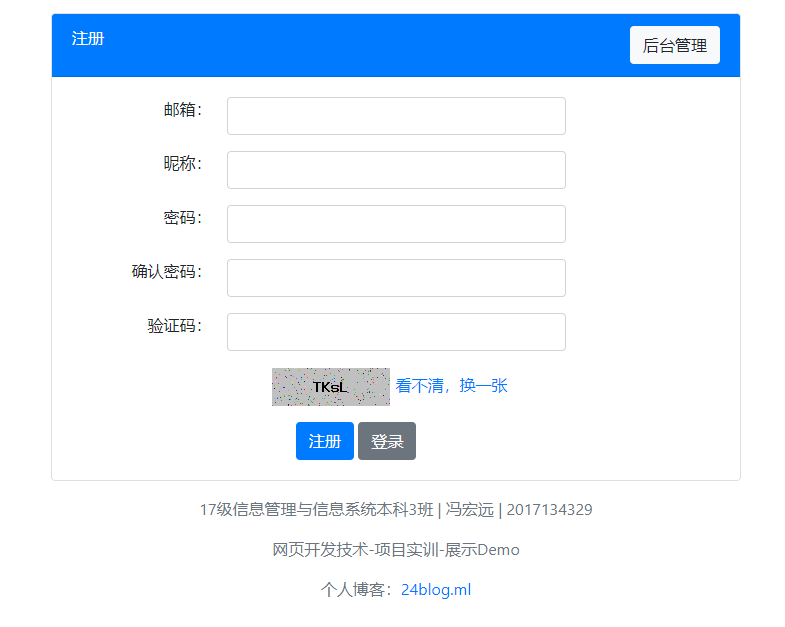 注册 后台管理
邮箱：
昵称：
密码：
确认密码：
验证码：
TKsL 看不清，换一张
注册 登录
17级信息管理与信息系统本科3班 | 冯宏远 | 2017134329
网页开发技术-项目实训-展示Demo
个人博客：24blog.ml